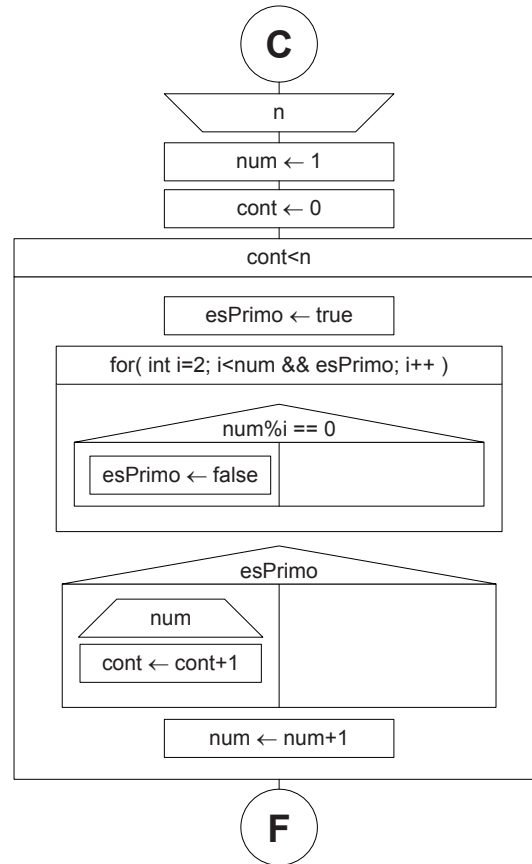 C
n
num ← 1
cont ← 0
cont<n
esPrimo ← true
for( int i=2; i<num && esPrimo; i++ )
num%i == 0
esPrimo ← false
esPrimo
num
cont ← cont+1
num ← num+1
F